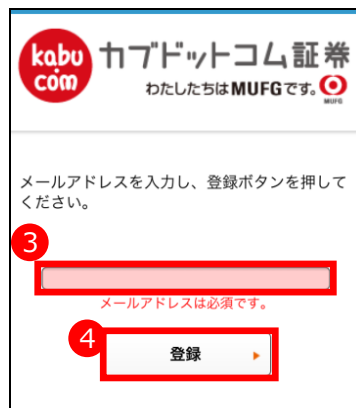 kabu
com
カブドットコム証券
わたしたちはMUFGです。
MUFG
メールアドレスを入力し、登録ボタンを押して
ください。
3
メールアドレスは必須です。
4
登録